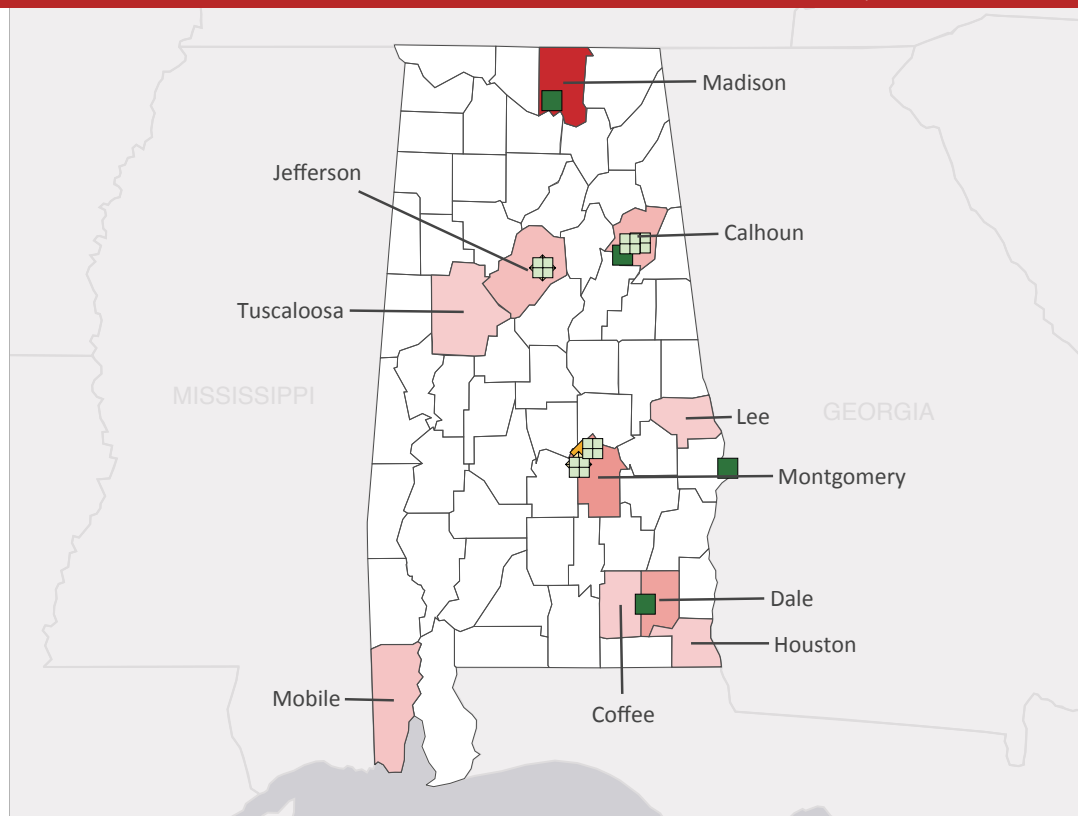 Madison
Jefferson
Calhoun
Tuscaloosa
MISSISSIPPI
GEORGIA
Lee
Montgomery
Dale
Houston
Mobile
Coffee